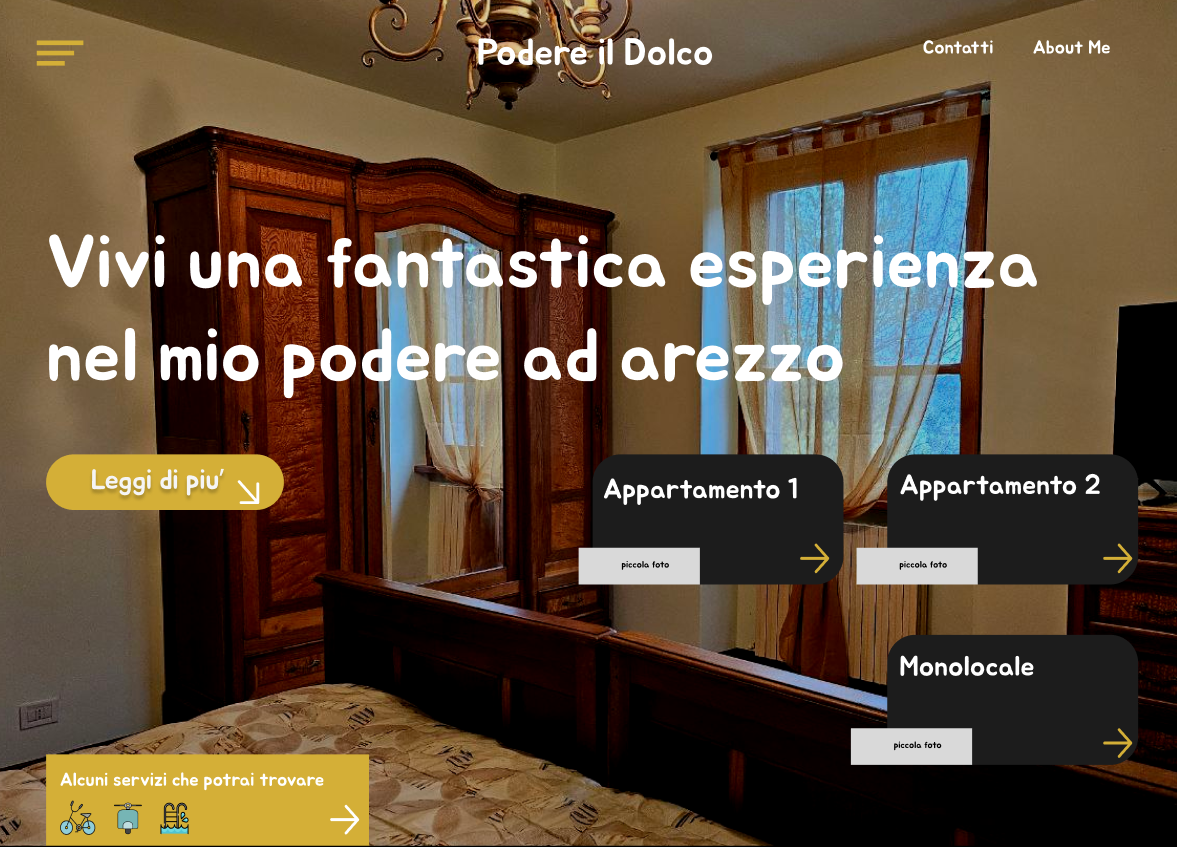 Podere il Dolco
Contatti
About Me
Vivi una fantastica esperienza
nel mio podere ad arezzo
Leggi di piu'
Appartamento 1
piccola foto
Appartamento 2
piccola foto
Monolocale
piccola foto
Alcuni servizi che potrai trovare